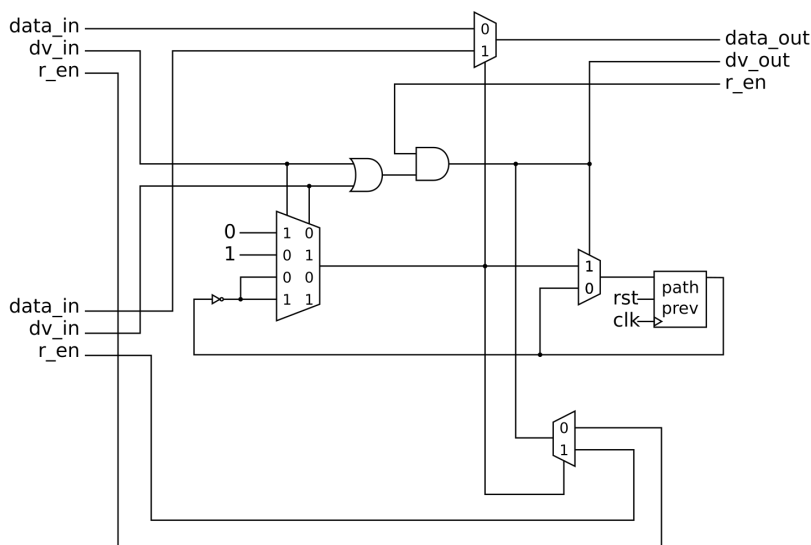 data_in
dv_in
r_en
0
1
data_out
dv_out
r_en
0 1 0
1 0 1
0 0
1 1
1
0
path
prev
rst
clk
data_in
dv_in
r_en
0
1